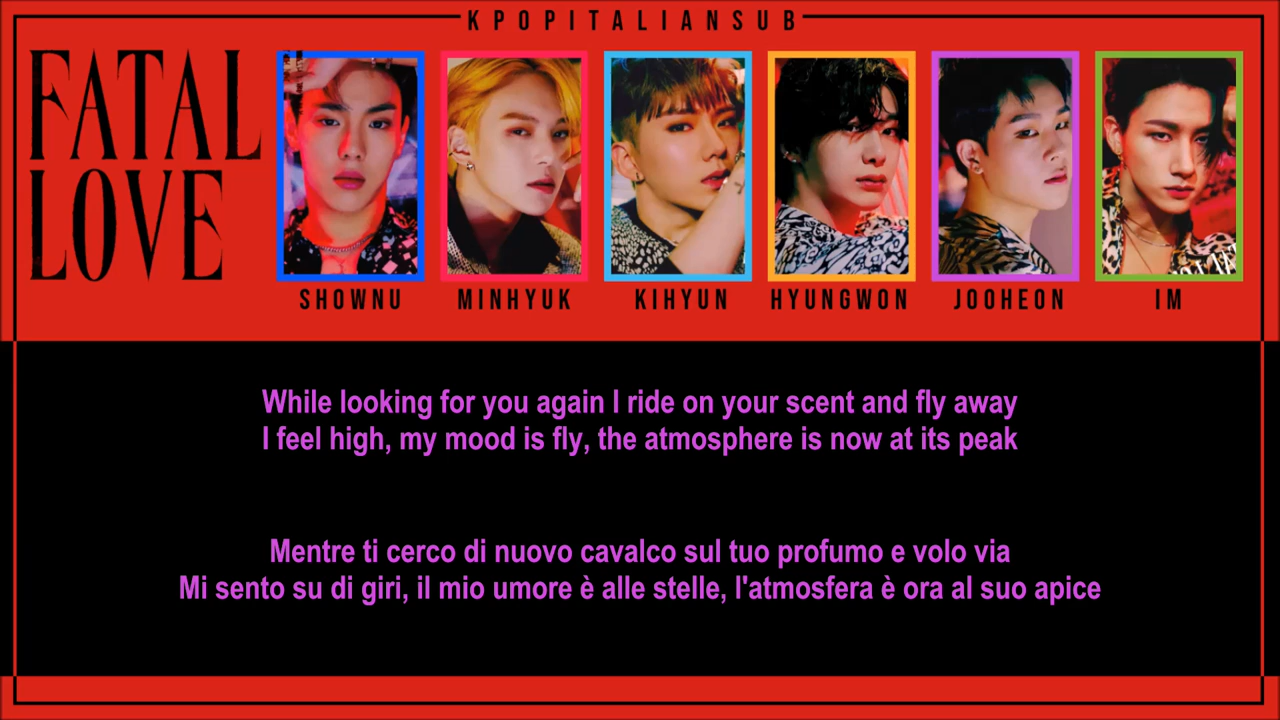 KPOPITALIANSUB
FATAL
LOVE
SHOWNU
MINHYUK
KIHYUN
HYUNGWON
JOOHEON
IM
While looking for you again I ride on your scent and fly away
I feel high, my mood is fly, the atmosphere is now at its peak
Mentre ti cerco di nuovo cavalco sul tuo profumo e volo via
Mi sento su di giri, il mio umore è alle stelle, l'atmosfera è ora al suo apice